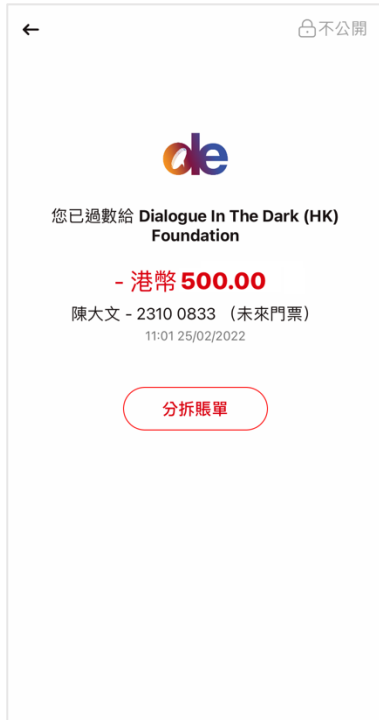 不公開
您已過數給 Dialogue In The Dark (HK)
Foundation
- 港幣 500.00
陳大文 - 2310 0833 （未來門票）
11:01 25/02/2022
分拆賬單